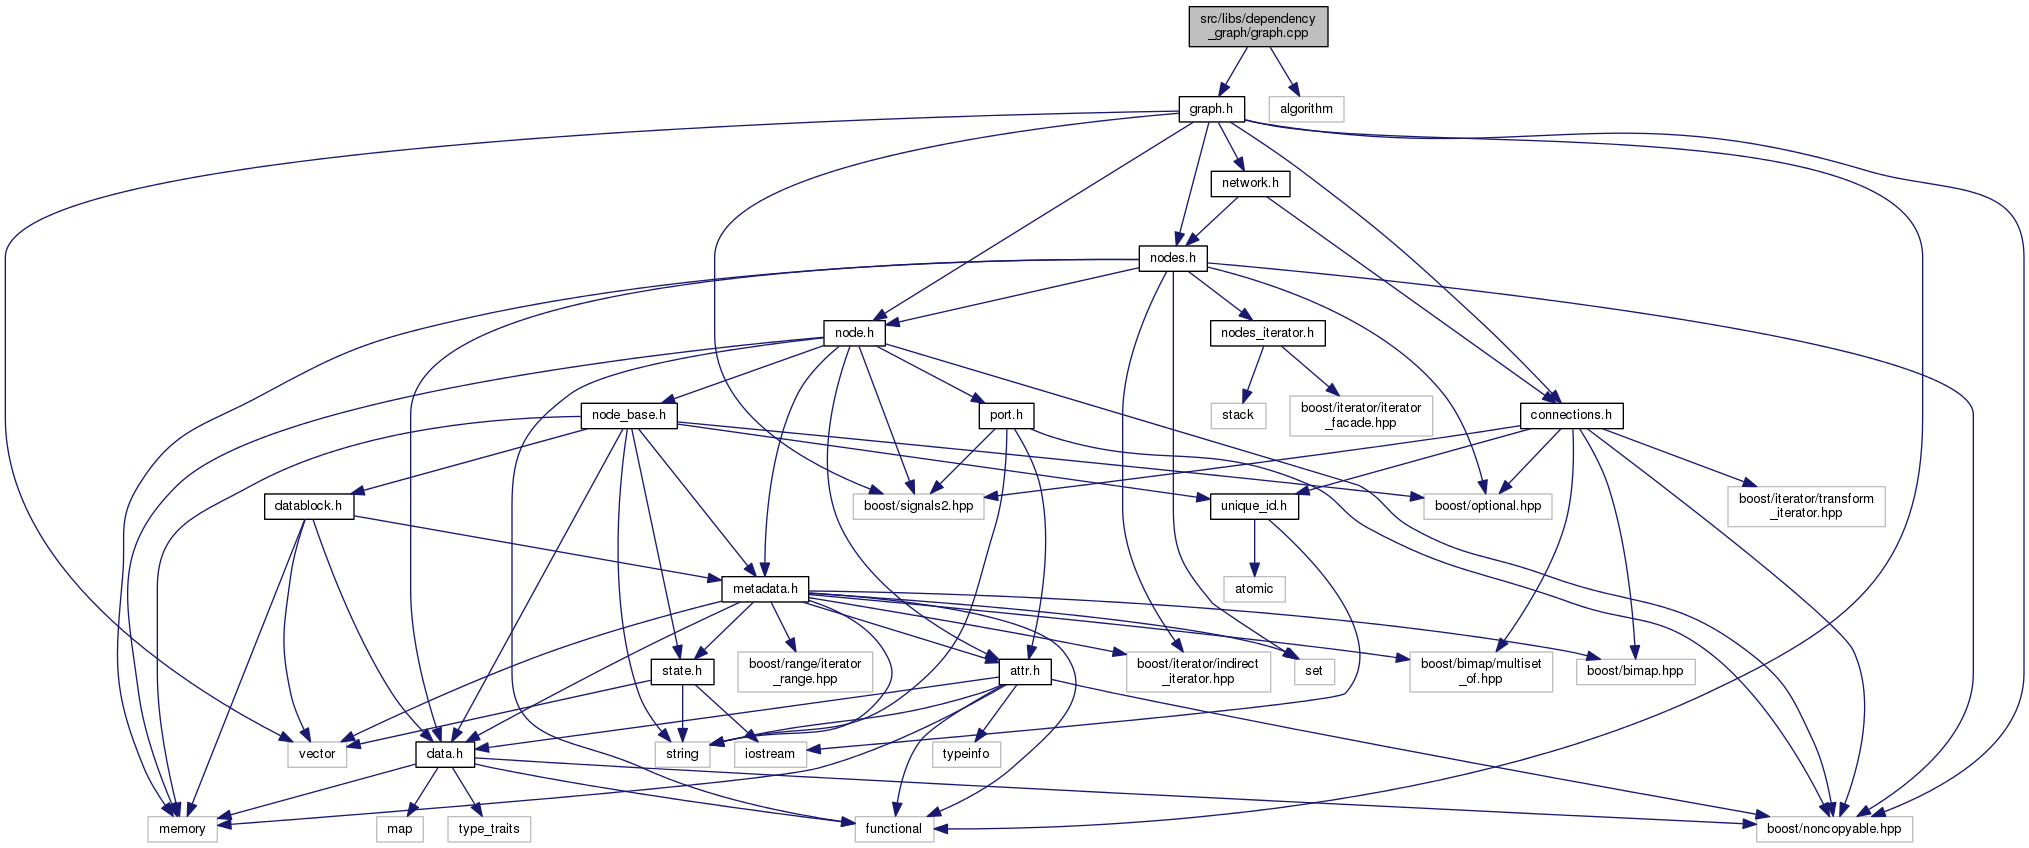 src/libs/dependency
_graph/graph.cpp
graph.h
algorithm
network.h
nodes.h
node.h
nodes_iterator.h
node_base.h
port.h
stack
boost/iterator/iterator
_facade.hpp
connections.h
datablock.h
boost/signals2.hpp
unique_id.h
boost/optional.hpp
boost/iterator/transform
_iterator.hpp
metadata.h
atomic
state.h
boost/range/iterator
_range.hpp
attr.h
boost/iterator/indirect
_iterator.hpp
set
boost/bimap/multiset
_of.hpp
boost/bimap.hpp
vector
data.h
string
iostream
typeinfo
memory
map
type_traits
functional
boost/noncopyable.hpp